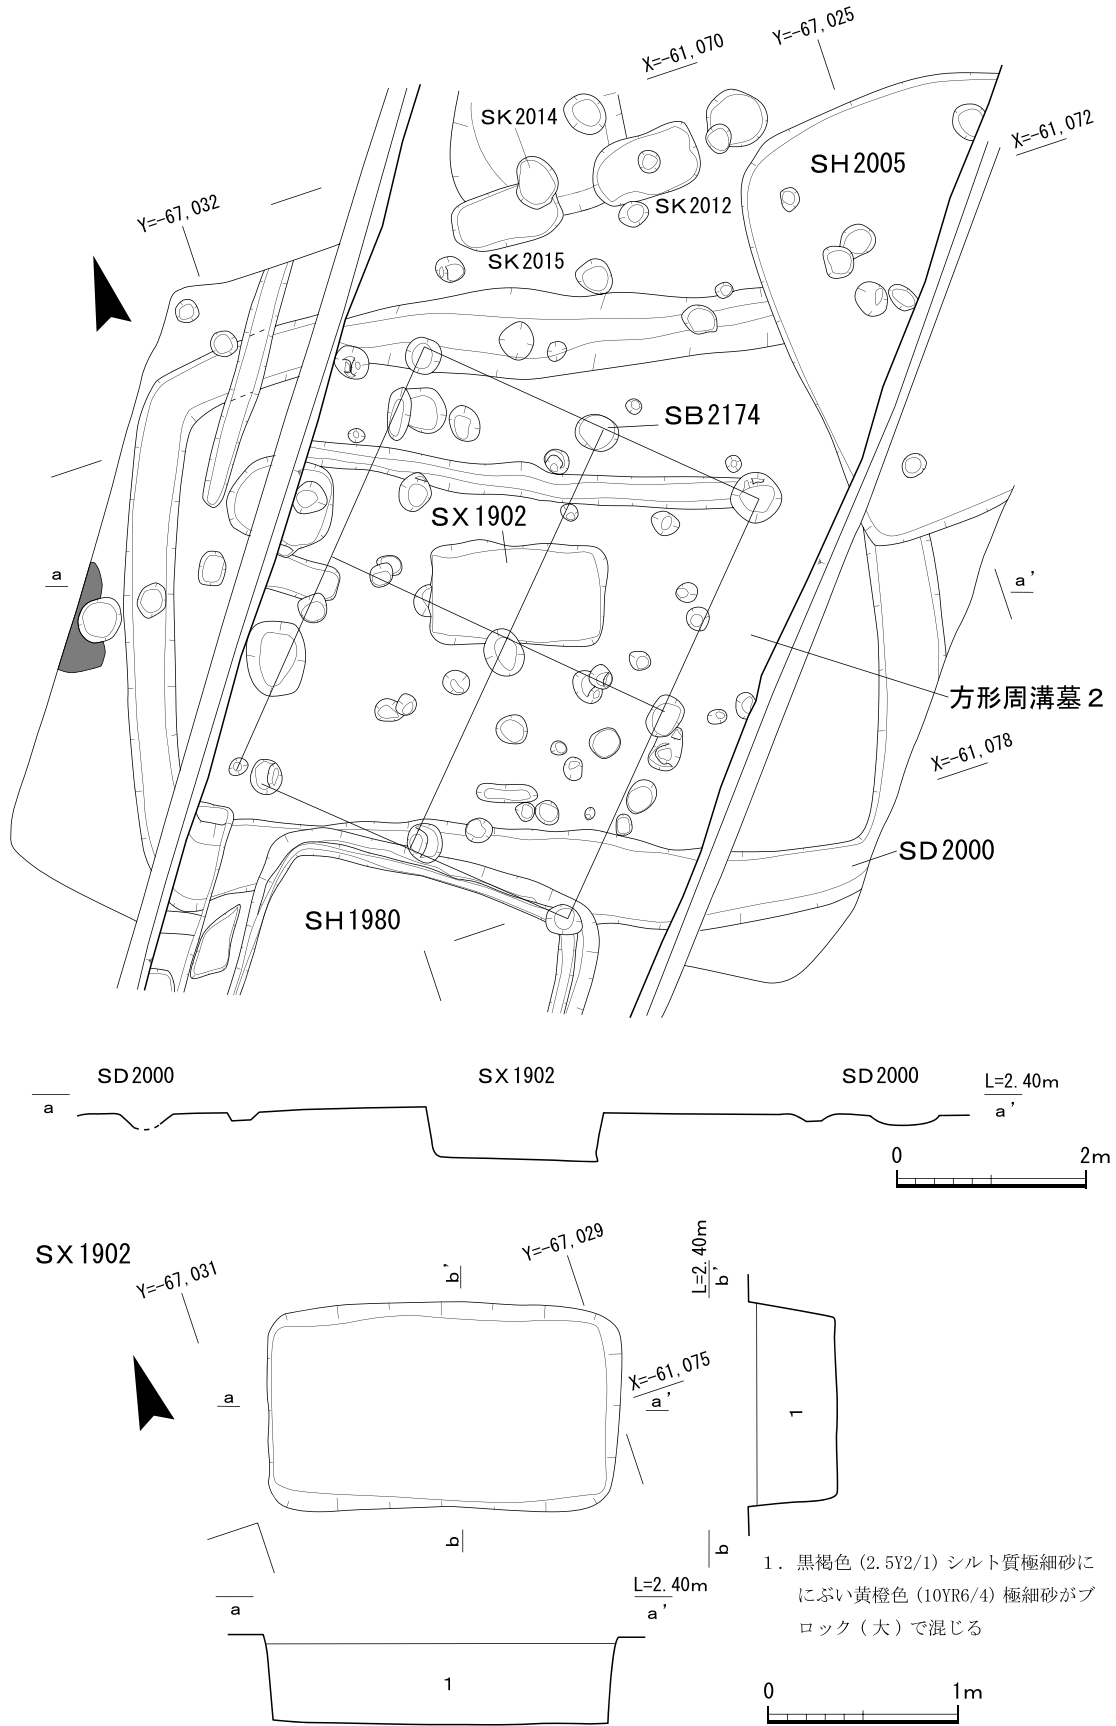 Y=-67,025
X=-61,070
SK2014
X=-61,072
SH2005
Y=-67,032
SK2012
SK2015
SB2174
SX1902
a
a’
方形周溝墓２
X=-61,078
SD2000
SH1980
SD2000
SX1902
SD2000
L=2.40m
a
a’
0
2m
SX1902
Y=-67,031
Y=-67,029
b’
L=2.40m
b’
X=-61,075
a
a’
1
b
b
1．黒褐色(2.5Y2/1)シルト質極細砂に
にぶい黄橙色(10YR6/4)極細砂がブ
ロック(大)で混じる
L=2.40m
a
a’
1
0
1m